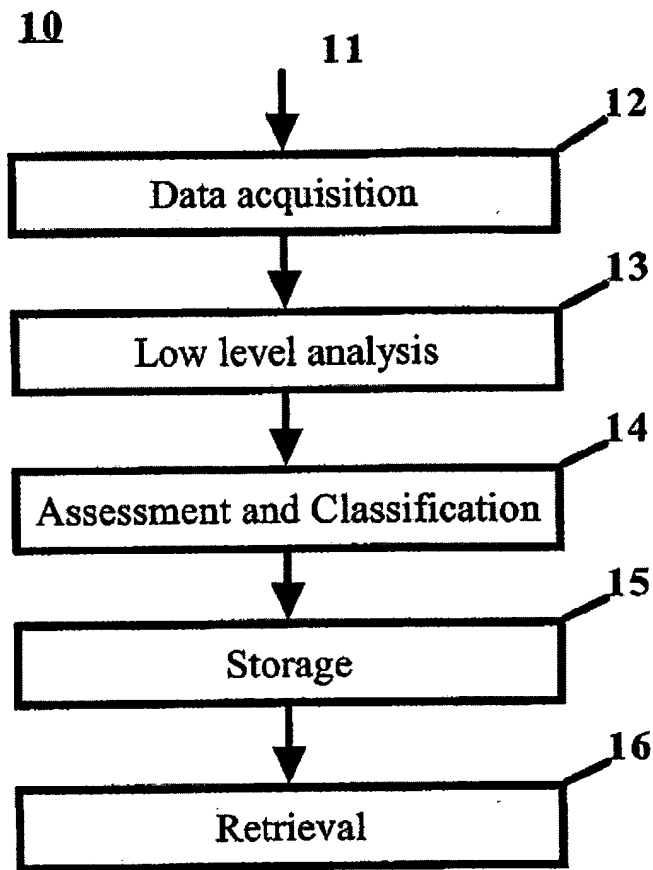 10
11
12
Data acquisition
13
Low level analysis
14
Assessment and Classification
15
Storage
16
Retrieval